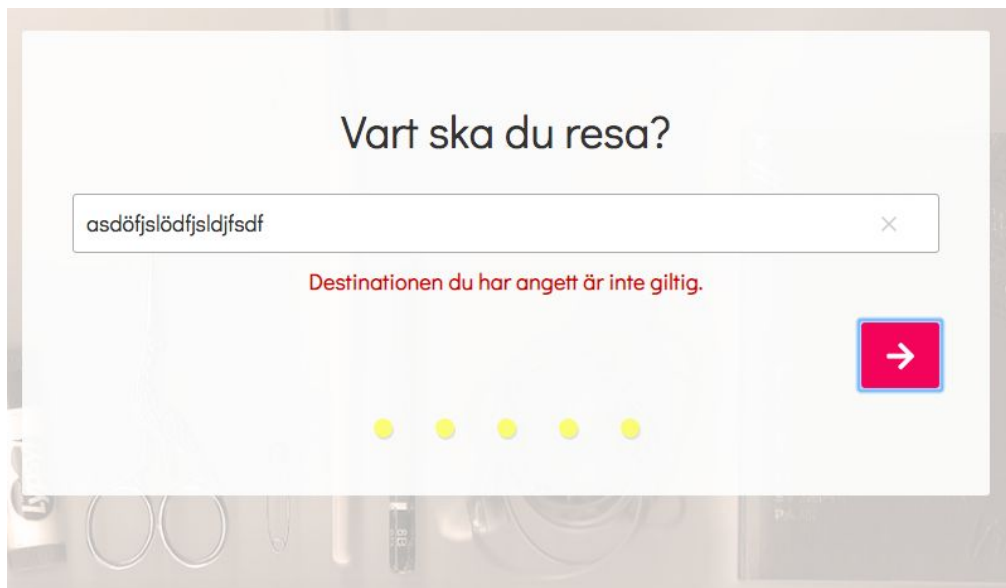 Vart ska du resa?
asdöfjslödfjsldjfsdf
Destinationen du har angett är inte giltig.